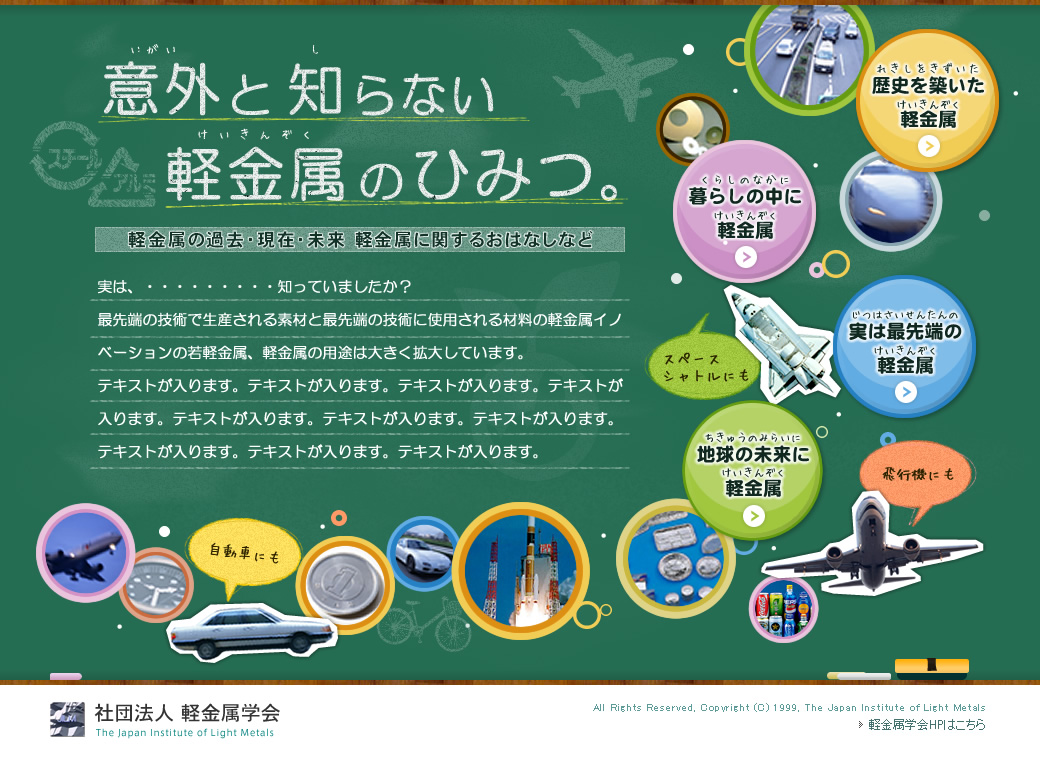 いがい し
意外と知らない
けいきんぞく
軽金属のひみつ。
スチール
アルミ
軽金属の過去・現在・未来 軽金属に関するおはなしなど
実は、・・・・・・・・・知っていましたか？
最先端の技術で生産される素材と最先端の技術に使用される材料の軽金属イノ
ベーションの若軽金属、軽金属の用途は大きく拡大しています。
テキストが入ります。テキストが入ります。テキストが入ります。テキストが
入ります。テキストが入ります。テキストが入ります。テキストが入ります。
テキストが入ります。テキストが入ります。テキストが入ります。
れきしをきずいた
歴史を築いた
けいきんぞく
軽金属
くらしのなかに
暮らしの中に
けいきんぞく
軽金属
じつはさいせんたんの
実は最先端の
けいきんぞく
軽金属
スペース
シャトルにも
ちきゅうのみらいに
地球の未来に
けいきんぞく
軽金属
飛行機にも
自動車にも
社団法人 軽金属学会
The Japan Institute of Light Metals
All Rights Reserved, Copyright (C) 1999, The Japan Institute of Light Metals
軽金属学会HPはこちら